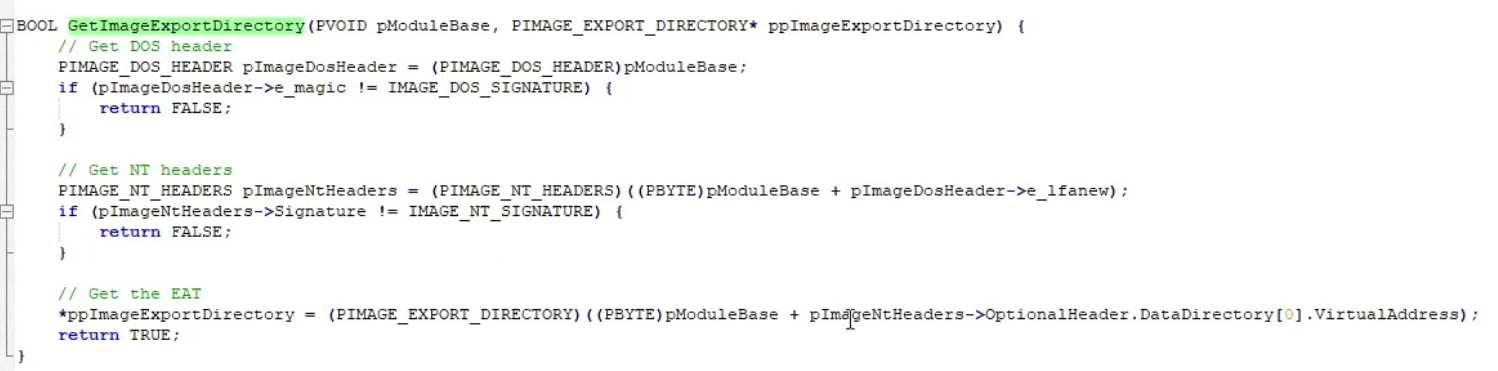 BOOL GetImageExportDirectory(PVOID pModuleBase, PIMAGE_EXPORT_DIRECTORY* ppImageExportDirectory) {
    // Get DOS header
    PIMAGE_DOS_HEADER pImageDosHeader = (PIMAGE_DOS_HEADER)pModuleBase;
    if (pImageDosHeader->e_magic != IMAGE_DOS_SIGNATURE) {
        return FALSE;
    }

    // Get NT headers
    PIMAGE_NT_HEADERS pImageNtHeaders = (PIMAGE_NT_HEADERS)((PBYTE)pModuleBase + pImageDosHeader->e_lfanew);
    if (pImageNtHeaders->Signature != IMAGE_NT_SIGNATURE) {
        return FALSE;
    }

    // Get the EAT
    *ppImageExportDirectory = (PIMAGE_EXPORT_DIRECTORY)((PBYTE)pModuleBase + pImageNtHeaders->OptionalHeader.DataDirectory[0].VirtualAddress);
    return TRUE;
}